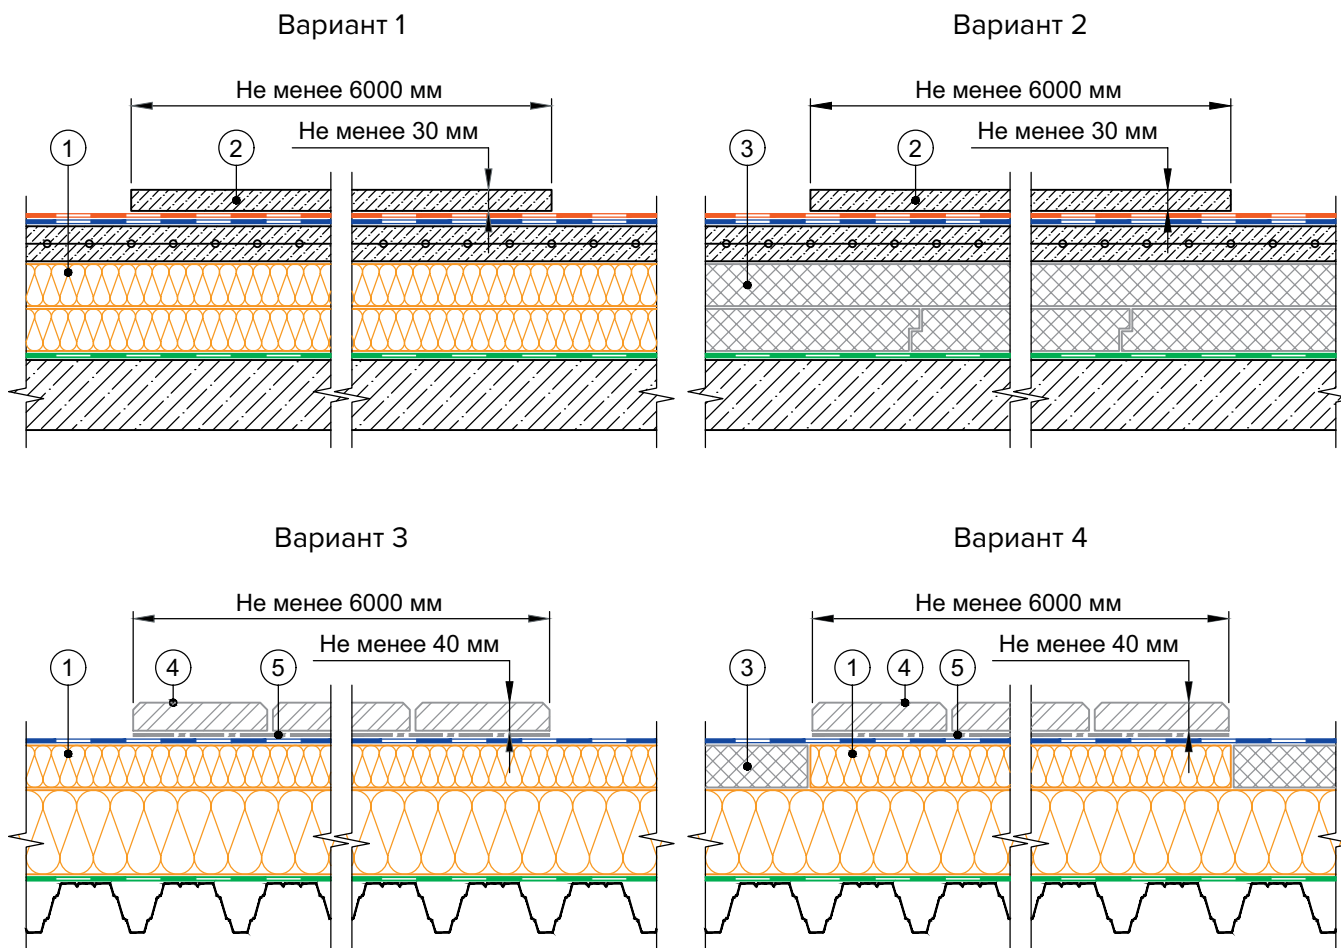 Вариант 1
Вариант 2
Не менее 6000 мм
Не менее 6000 мм
Не менее 30 мм
Не менее 30 мм
1
2
3
2
Вариант 3
Вариант 4
Не менее 6000 мм
Не менее 6000 мм
Не менее 40 мм
Не менее 40 мм
1
4
5
3
1
4
5